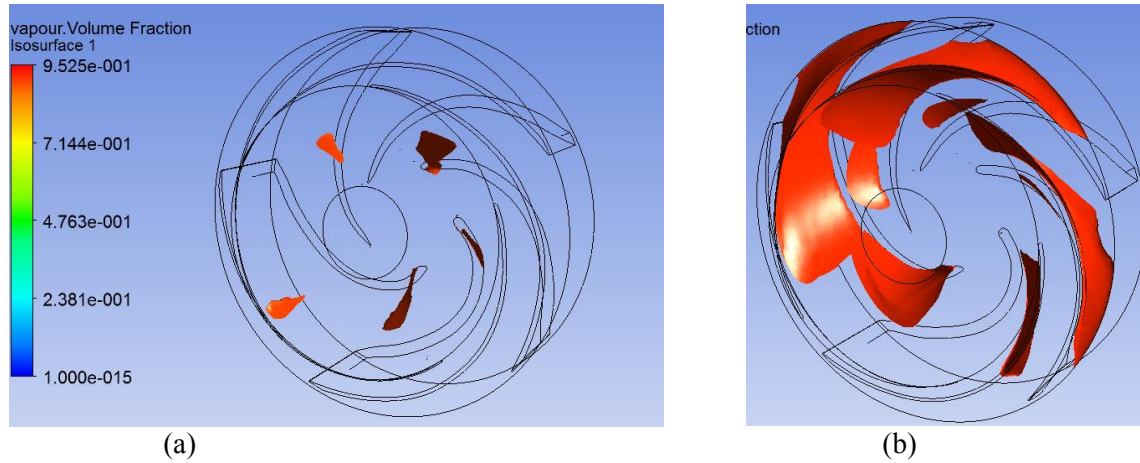 vapour.Volume Fraction
Isosurface 1
9.525e-001
7.144e-001
4.763e-001
2.381e-001
1.000e-015
ction
(a)
(b)